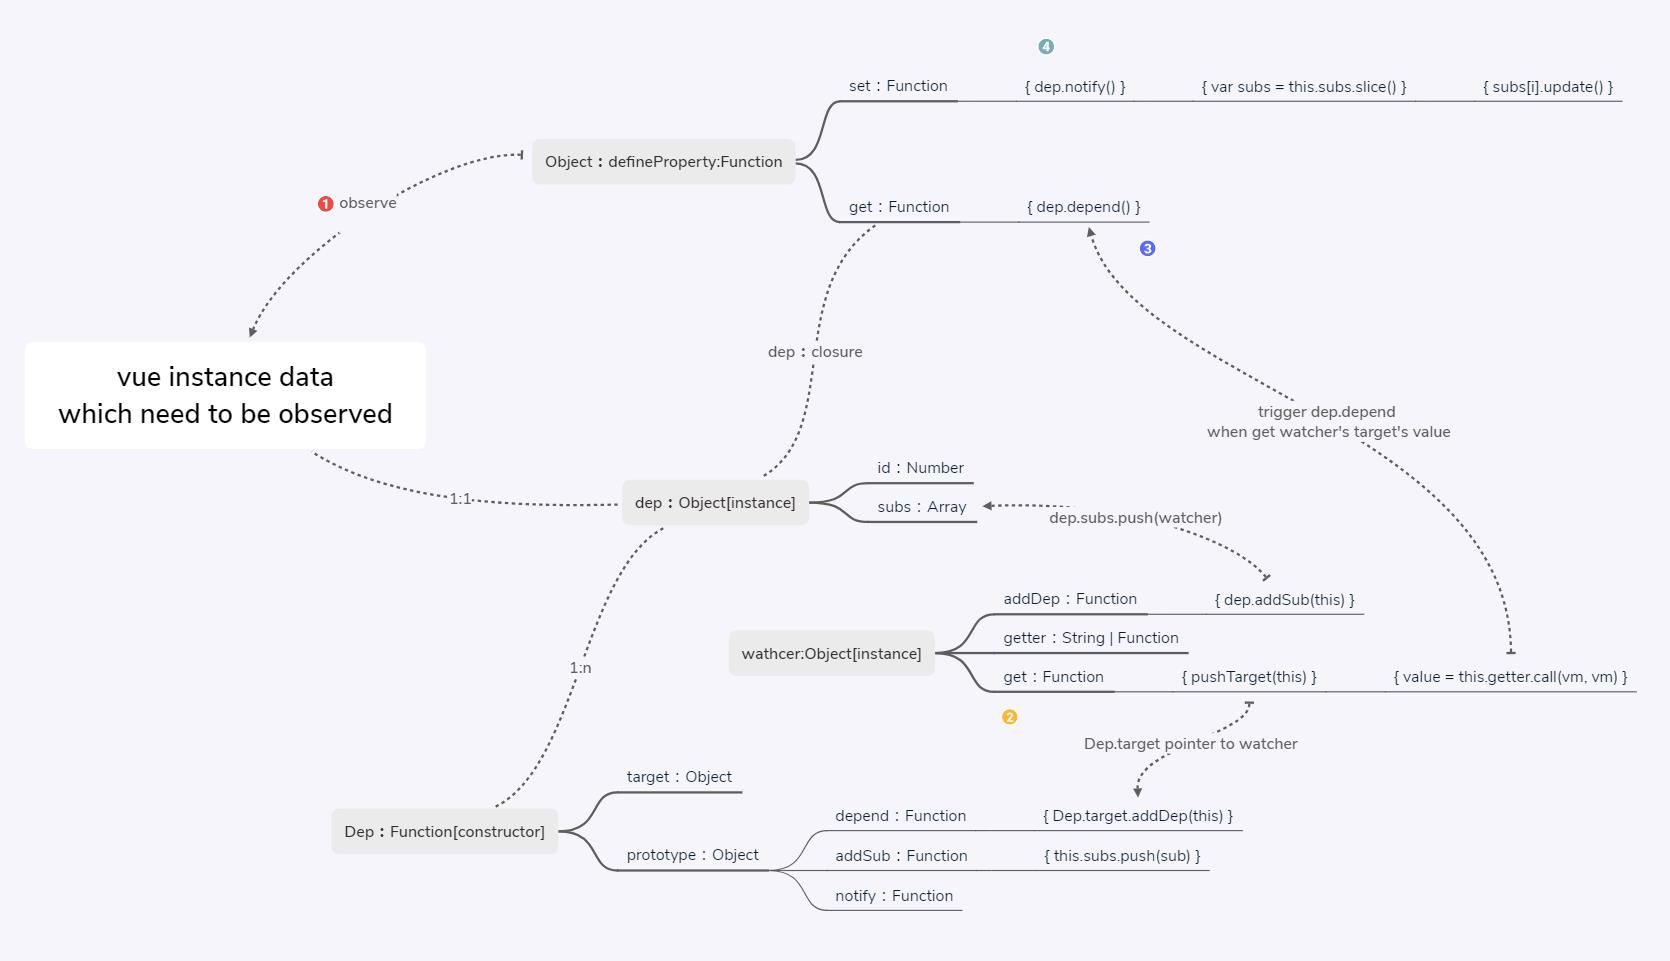 4
set：Function
{ dep.notify() }
{ var subs = this.subs.slice() }
{ subs[i].update() }
Object：defineProperty:Function
1 observe
get：Function
{ dep.depend() }
3
dep：closure
vue instance data
which need to be observed
trigger dep.depend
when get watcher's target's value
id：Number
1:1
dep：Object[instance]
subs：Array
dep.subs.push(watcher)
addDep：Function
{ dep.addSub(this) }
getter：String | Function
wathcer:Object[instance]
1:n
get：Function
{ pushTarget(this) }
{ value = this.getter.call(vm, vm) }
2
Dep.target pointer to watcher
target：Object
depend：Function
{ Dep.target.addDep(this) }
Dep：Function[constructor]
prototype：Object
addSub：Function
{ this.subs.push(sub) }
notify：Function